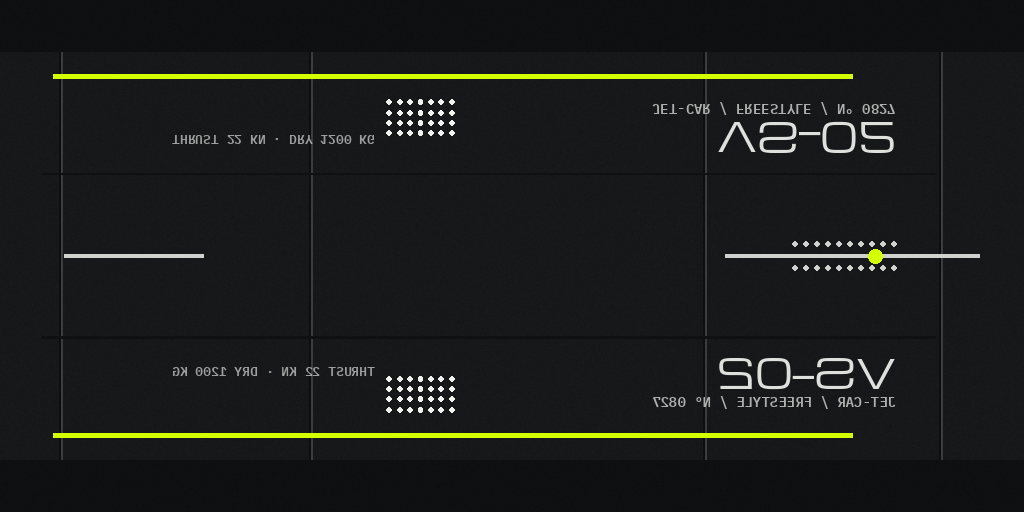 JET-CAR / FREESTYLE / Nº 0827
VS-02
THRUST 22 KN · DRY 1200 KG
THRUST 22 KN · DRY 1200 KG
VS-02
JET-CAR / FREESTYLE / Nº 0827